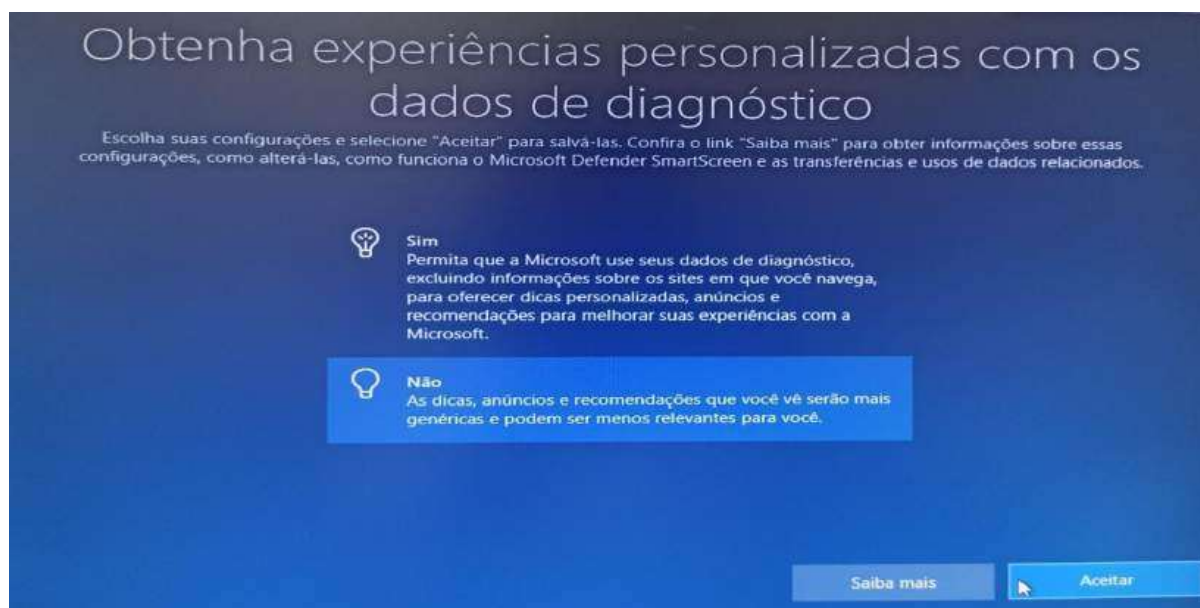 Obtenha experiências personalizadas com os
dados de diagnóstico
Escolha suas configurações e selecione "Aceitar" para salvá-las. Confira o link "Saiba mais" para obter informações sobre essas
configurações, como alterá-las, como funciona o Microsoft Defender SmartScreen e as transferências e usos de dados relacionados.
Sim
Permita que a Microsoft use seus dados de diagnóstico,
excluindo informações sobre os sites em que você navega,
para oferecer dicas personalizadas, anúncios e
recomendações para melhorar suas experiências com a
Microsoft.
Não
As dicas, anúncios e recomendações que você vê serão mais
genéricas e podem ser menos relevantes para você.
Saiba mais
Aceitar